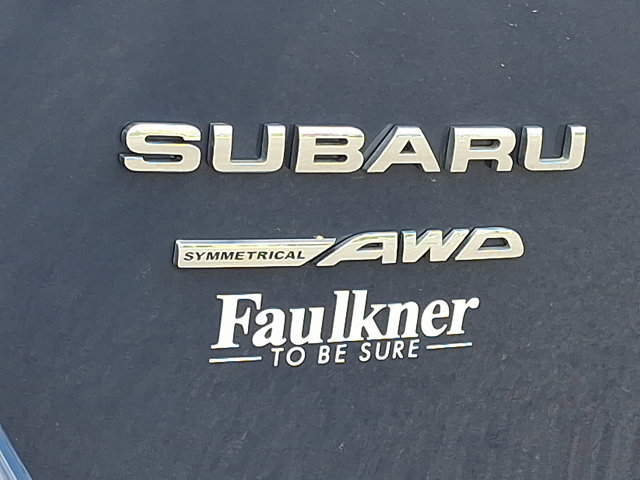 SUBARU
SYMMETRICAL AWD
Faulkner
TO BE SURE